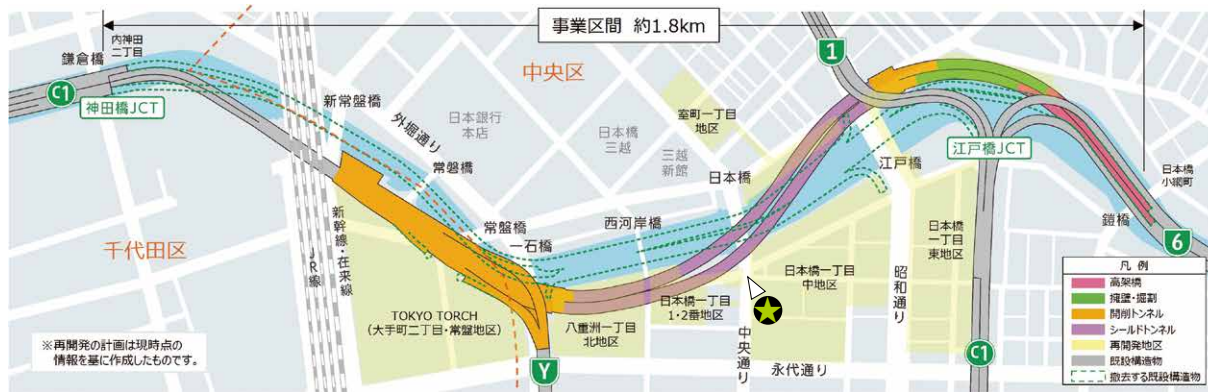 事業区間 約1.8km
内神田
二丁目
鎌倉橋
C1
神田橋JCT
新常盤橋
外堀通り
常盤橋
日本銀行
本店
中央区
日本橋
三越
三越
新館
室町一丁目
地区
日本橋
1
江戸橋
江戸橋JCT
日本橋
小網町
鎧橋
6
千代田区
JR線
新幹線・在来線
常盤橋
一石橋
西河岸橋
TOKYO TORCH
(大手町二丁目・常盤地区)
Y
八重洲一丁目
北地区
日本橋一丁目
1・2番地区
中央通り
日本橋一丁目
中地区
永代通り
昭和通り
日本橋
一丁目
東地区
C1
※再開発の計画は現時点の
情報を基に作成したものです。
凡 例
高架橋
擁壁・掘割
開削トンネル
シールドトンネル
再開発地区
既設構造物
撤去する既設構造物